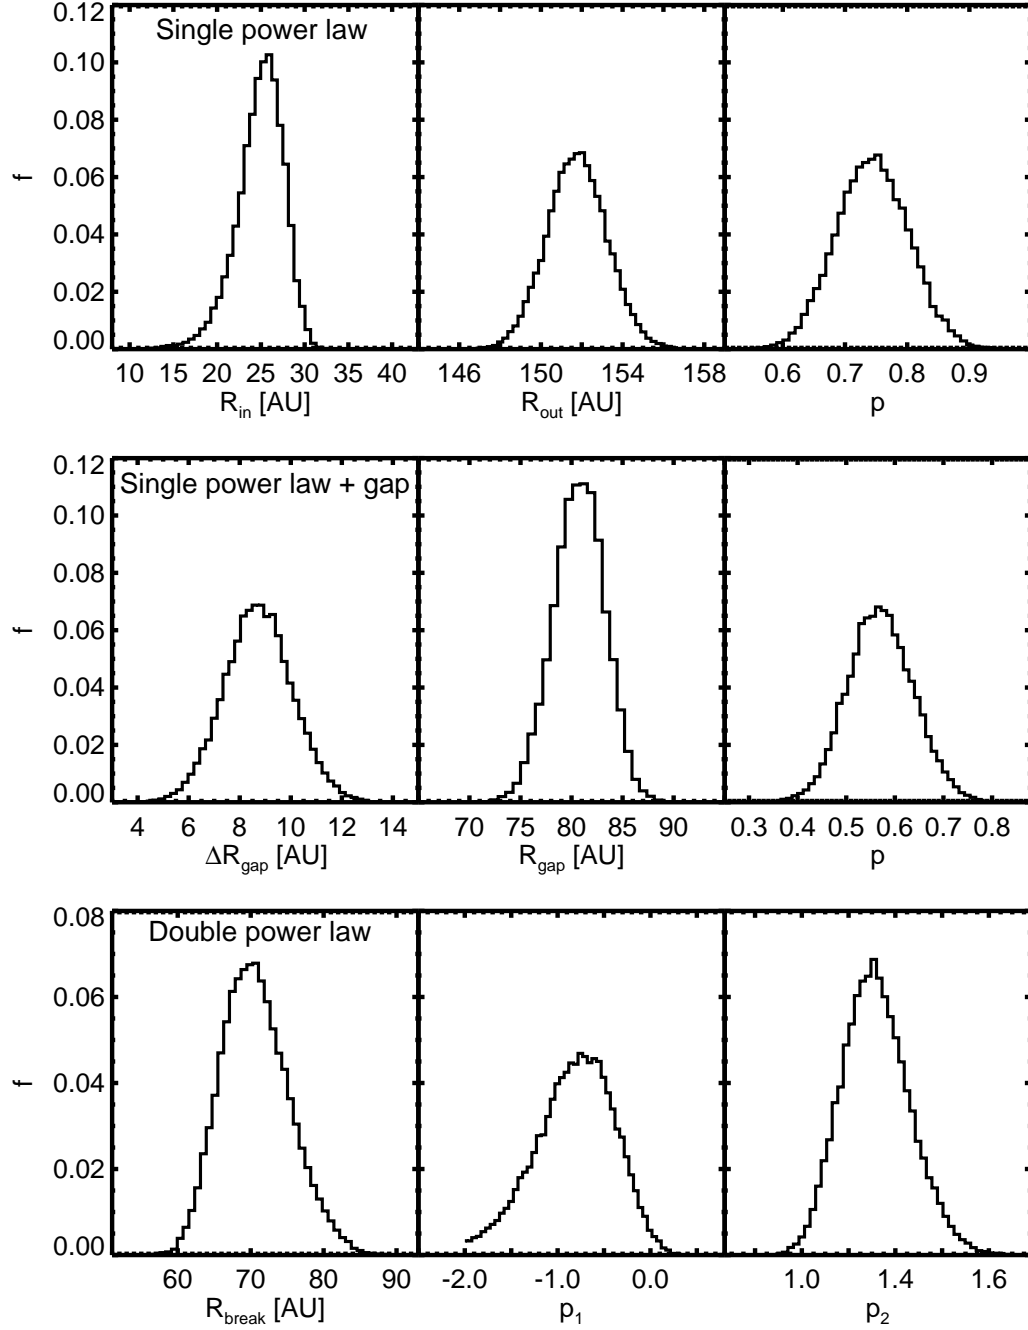 0.12
Single power law
0.10
0.08
f
0.06
0.04
0.02
0.00
10 15 20 25 30 35 40 146 150 154 158 0.6 0.7 0.8 0.9
R_in [AU] R_out [AU] p
0.12
Single power law + gap
0.10
0.08
f
0.06
0.04
0.02
0.00
4 6 8 10 12 14 70 75 80 85 90 0.3 0.4 0.5 0.6 0.7 0.8
ΔR_gap [AU] R_gap [AU] p
0.08
Double power law
0.06
f
0.04
0.02
0.00
60 70 80 90 -2.0 -1.0 0.0 1.0 1.4 1.6
R_break [AU] p_1 p_2